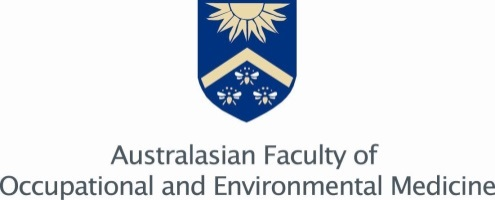 Australasian Faculty of
Occupational and Environmental Medicine